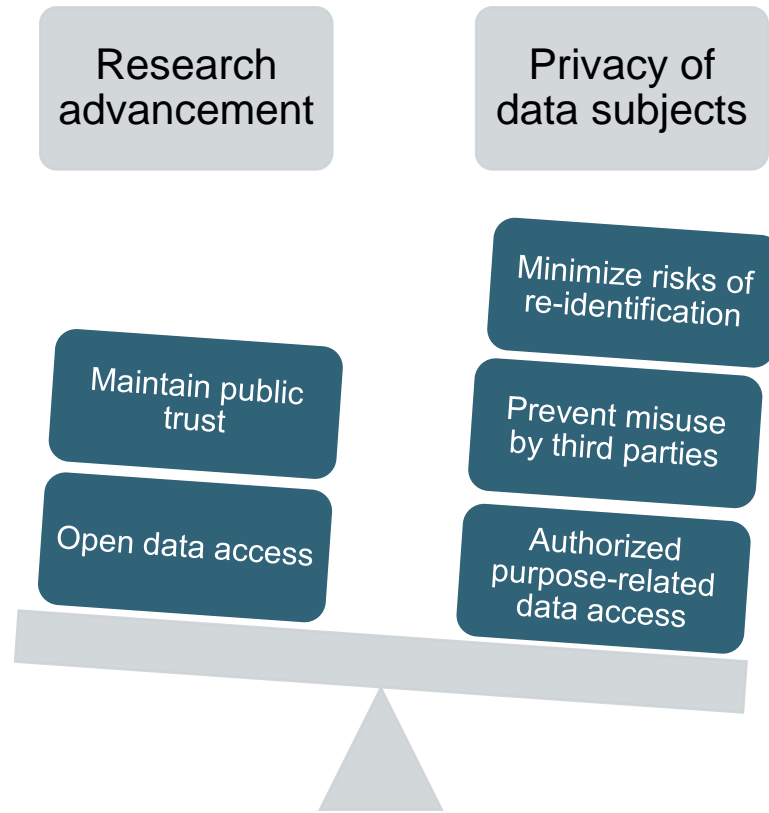 Research
advancement
Privacy of
data subjects
Maintain public
trust
Open data access
Minimize risks of
re-identification
Prevent misuse
by third parties
Authorized
purpose-related
data access